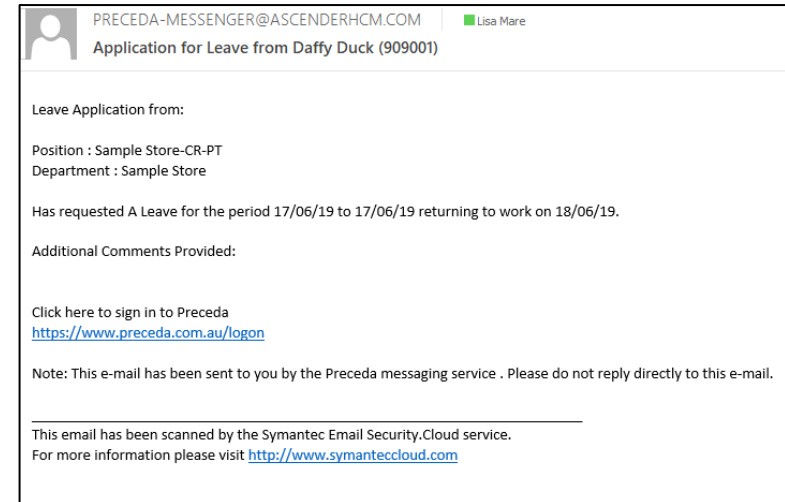 PRECEDA-MESSENGER@ASCENDERHCM.COM Lisa Mare
Application for Leave from Daffy Duck (909001)
Leave Application from:
Position : Sample Store-CR-PT
Department : Sample Store
Has requested A Leave for the period 17/06/19 to 17/06/19 returning to work on 18/06/19.
Additional Comments Provided:
Click here to sign in to Preceda
https://www.preceda.com.au/logon
Note: This e-mail has been sent to you by the Preceda messaging service . Please do not reply directly to this e-mail.
This email has been scanned by the Symantec Email Security.Cloud service.
For more information please visit http://www.symanteccloud.com